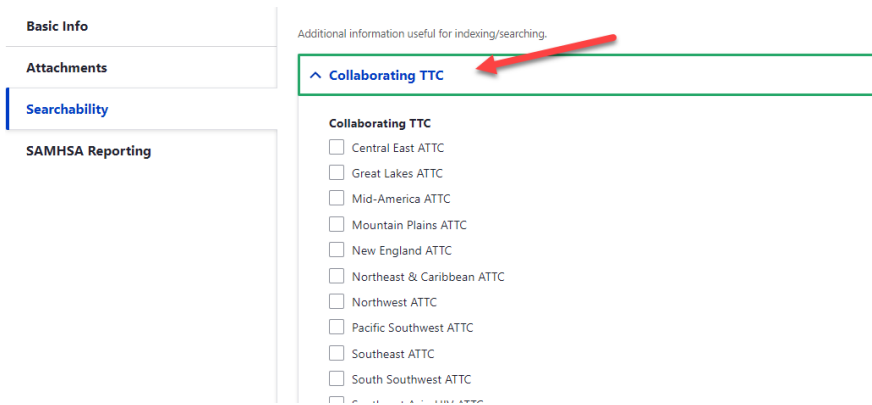 Basic Info
Attachments
Searchability
SAMHSA Reporting
Additional information useful for indexing/searching.
Collaborating TTC
Collaborating TTC
Central East ATTC
Great Lakes ATTC
Mid-America ATTC
Mountain Plains ATTC
New England ATTC
Northeast & Caribbean ATTC
Northwest ATTC
Pacific Southwest ATTC
Southeast ATTC
South Southwest ATTC